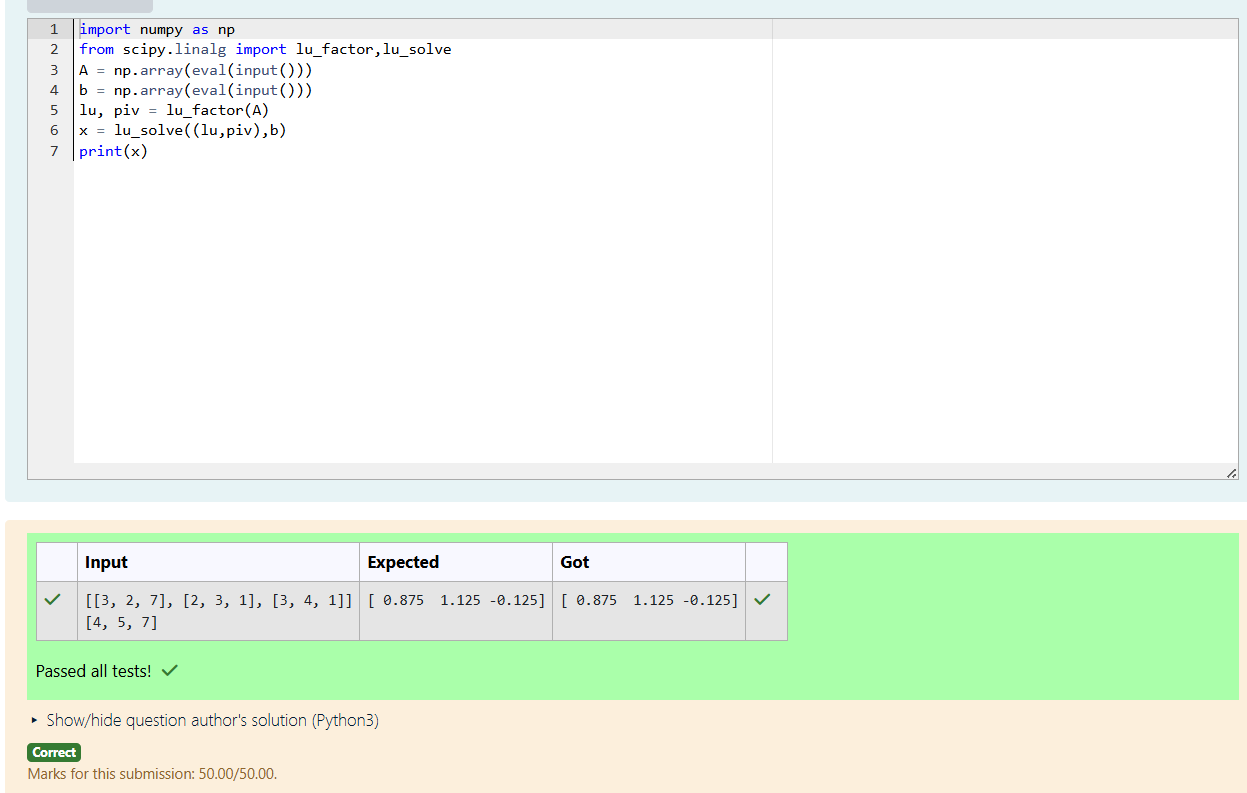 1 import numpy as np
2 from scipy.linalg import lu_factor,lu_solve
3 A = np.array(eval(input()))
4 b = np.array(eval(input()))
5 lu, piv = lu_factor(A)
6 x = lu_solve((lu,piv),b)
7 print(x)
Input Expected Got
[[3, 2, 7], [2, 3, 1], [3, 4, 1]] [ 0.875  1.125 -0.125] [ 0.875  1.125 -0.125]
[4, 5, 7]
Passed all tests!
Show/hide question author's solution (Python3)
Correct
Marks for this submission: 50.00/50.00.